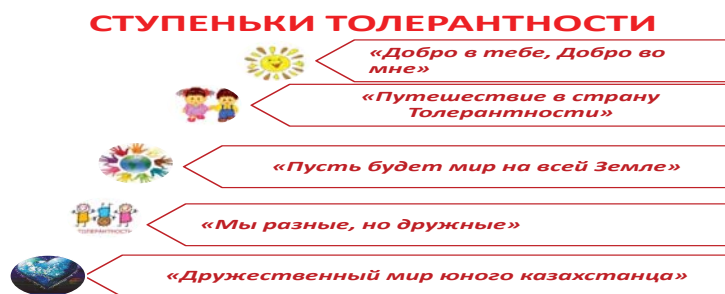 СТУПЕНЬКИ ТОЛЕРАНТНОСТИ
«Добро в тебе, Добро во
мне»
«Путешествие в страну
Толерантности»
«Пусть будет мир на всей Земле»
«Мы разные, но дружные»
ТОЛЕРАНТНОСТЬ
«Дружественный мир юного казахстанца»